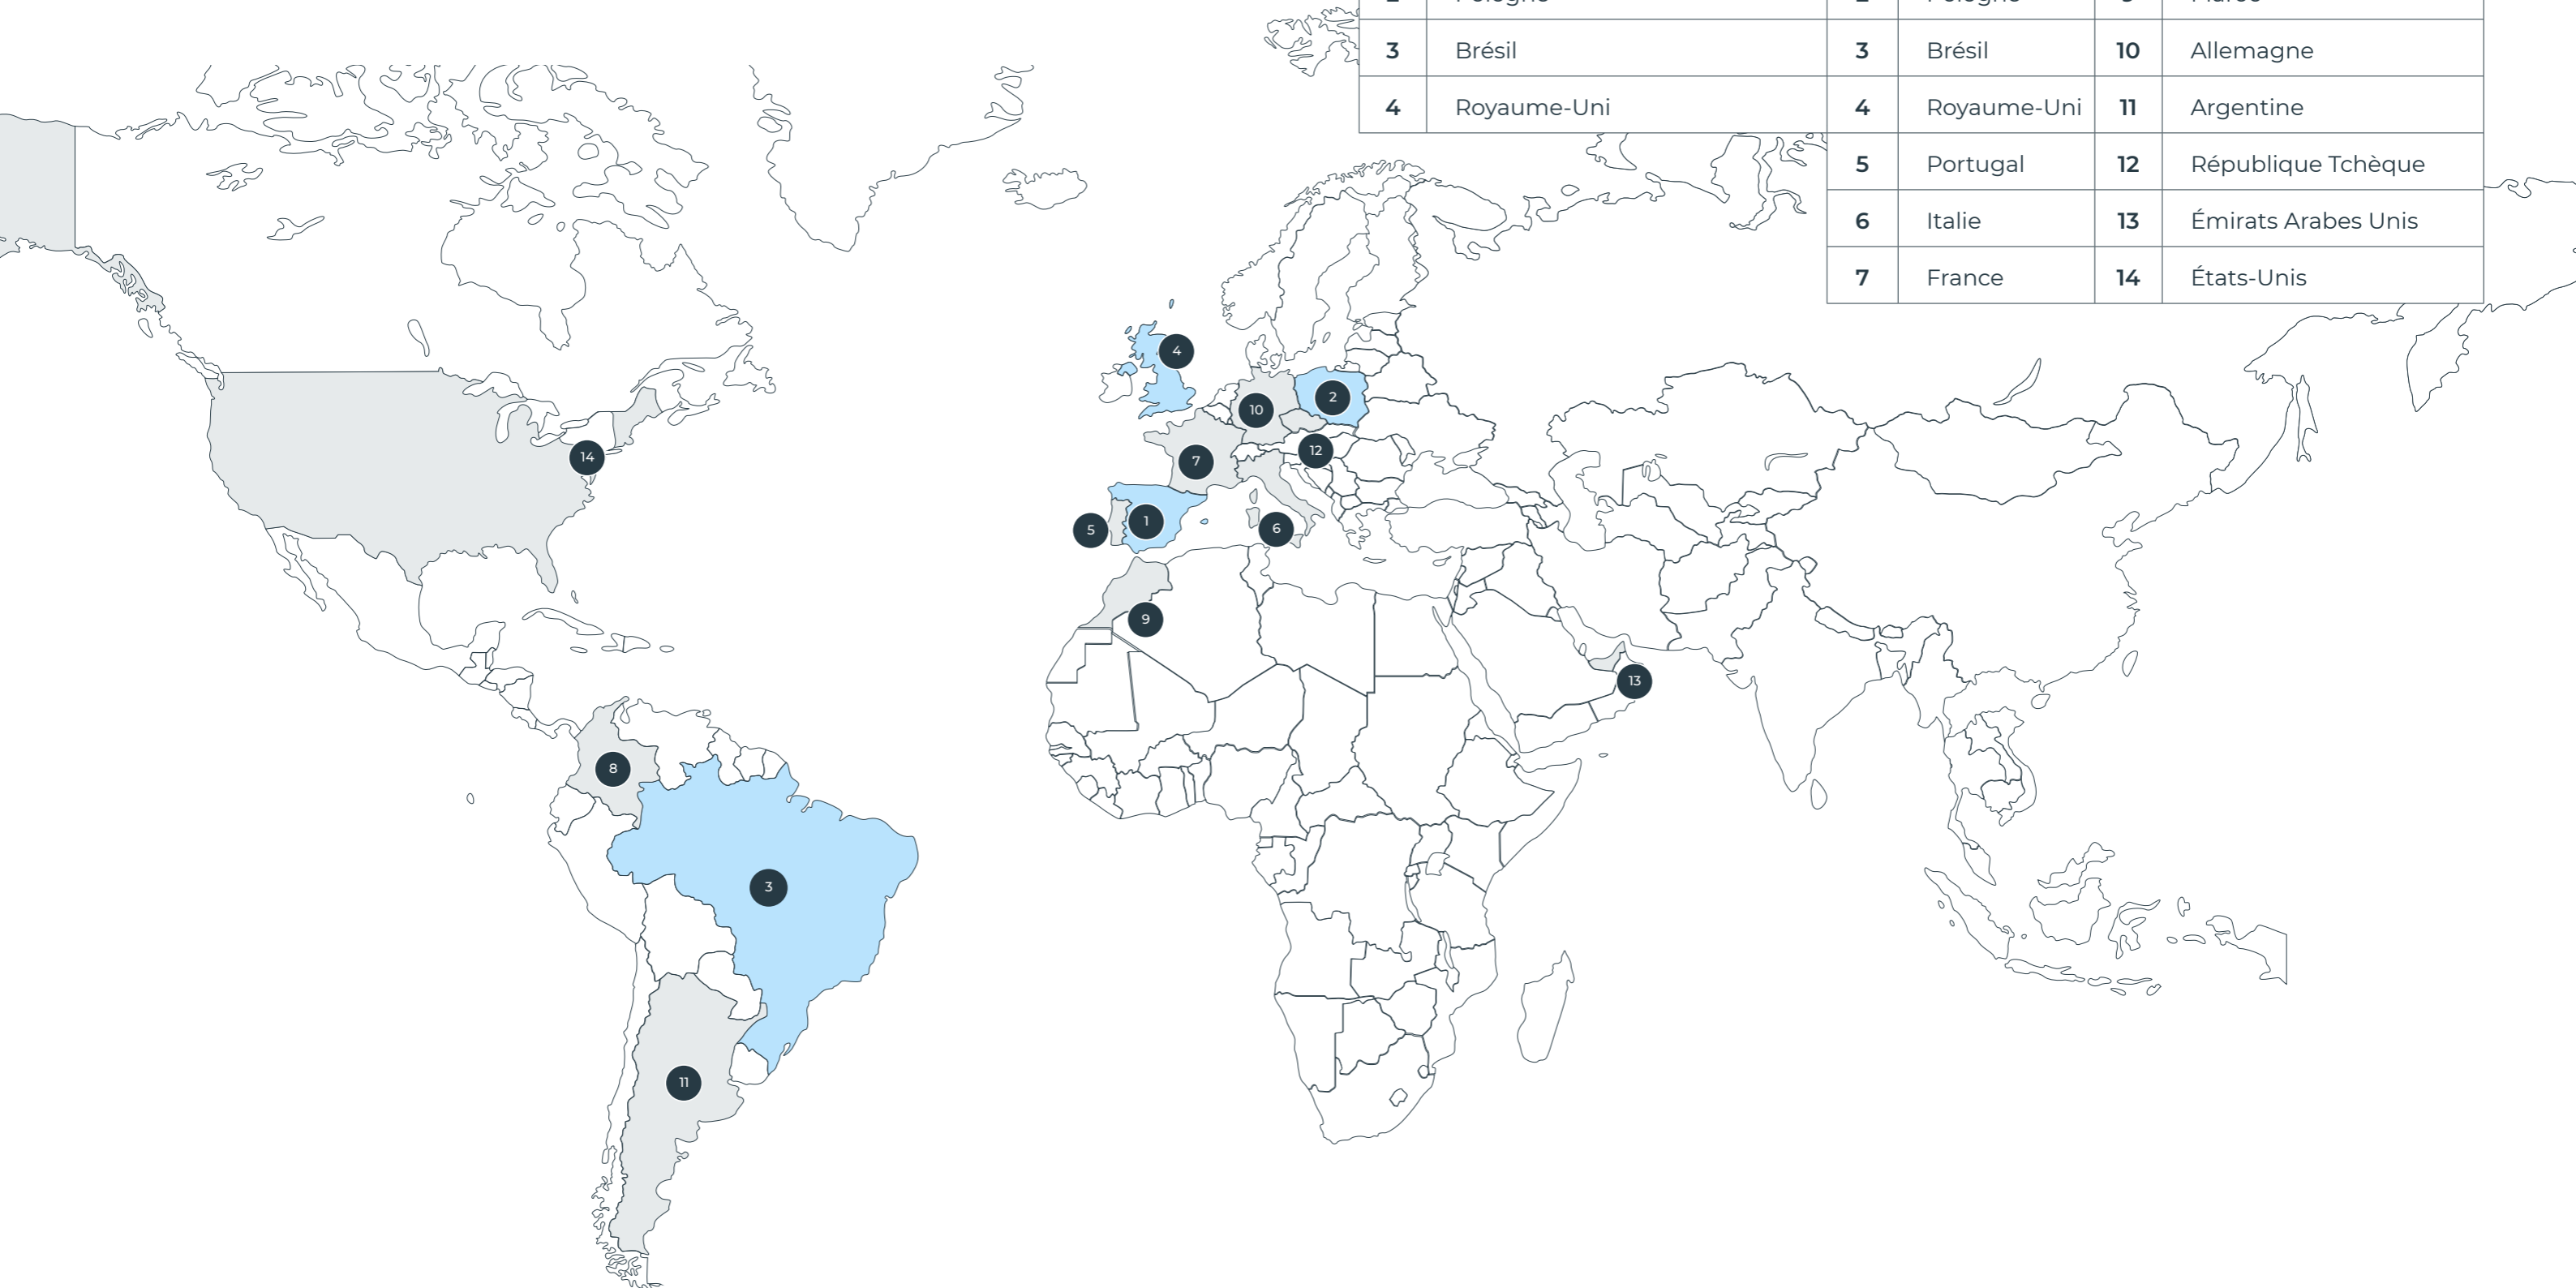 3 Brésil 3 Brésil 10 Allemagne
4 Royaume-Uni 4 Royaume-Uni 11 Argentine
5 Portugal 12 République Tchèque
6 Italie 13 Émirats Arabes Unis
7 France 14 États-Unis
4
2
10
12
14
7
1
5
6
9
13
8
3
11